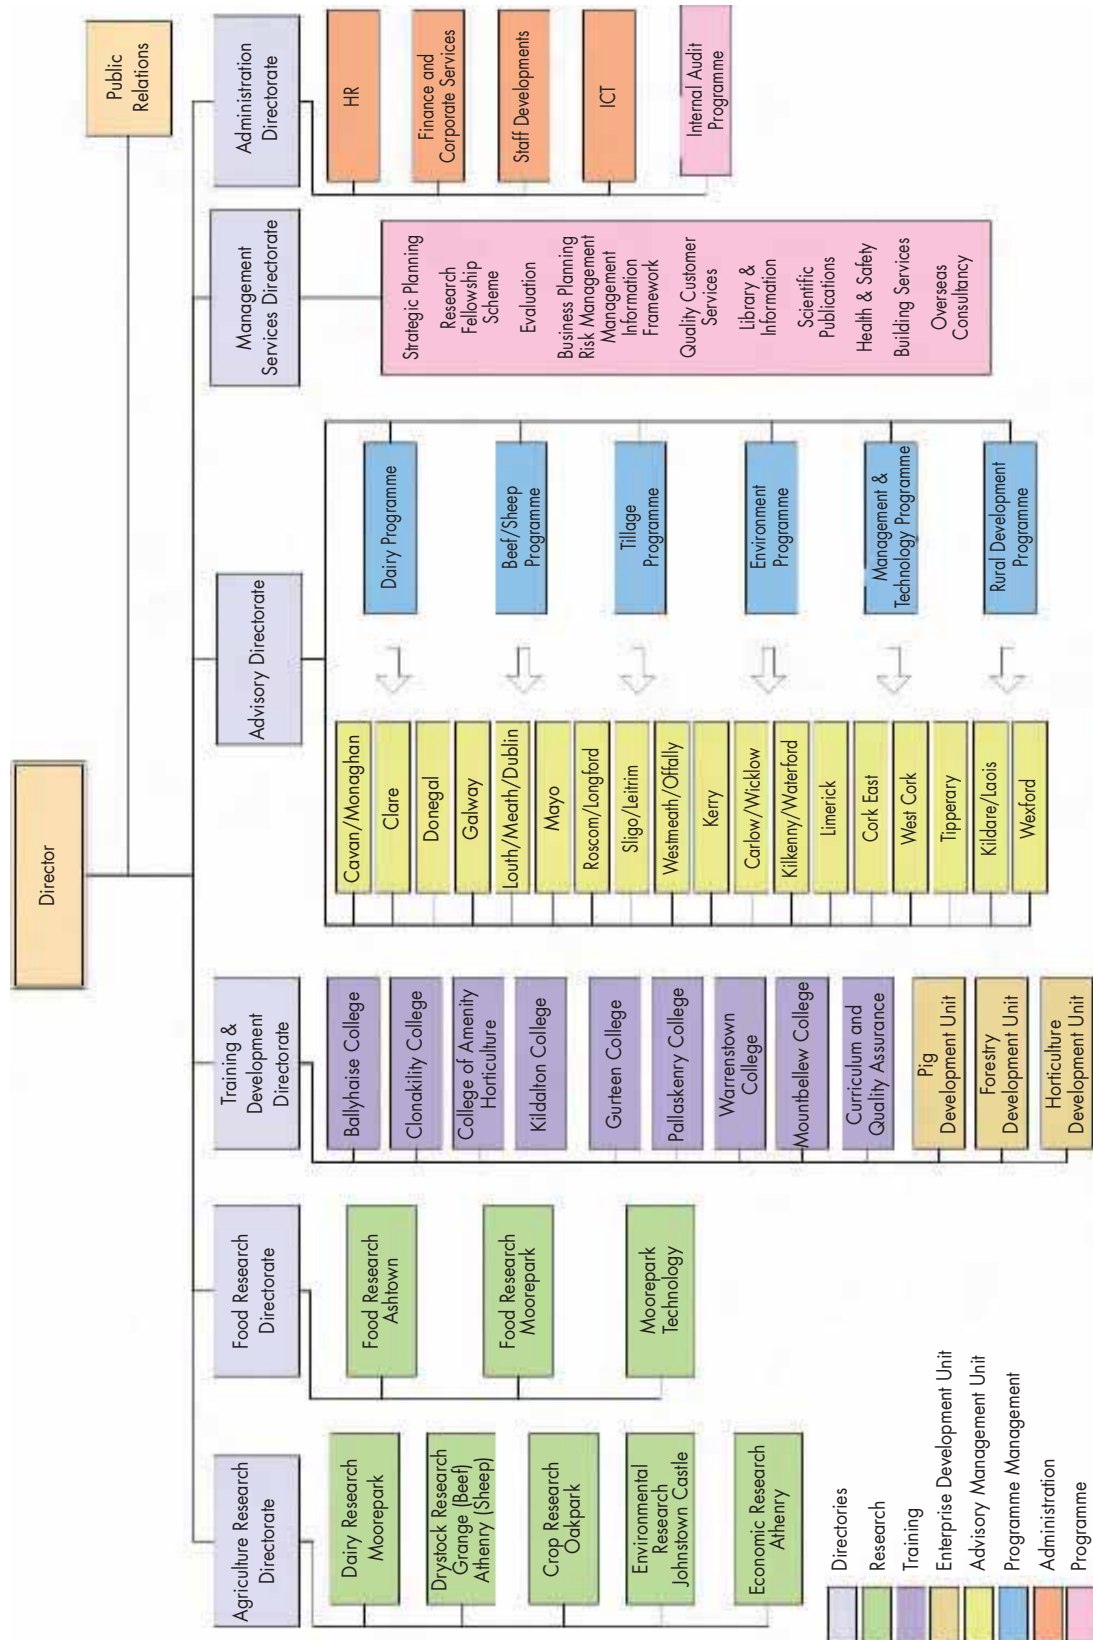 Director
Public
Relations
Agriculture Research
Directorate
Dairy Research
Moorepark
Drystock Research
Grange (Beef)
Athenry (Sheep)
Crop Research
Oakpark
Environmental
Research
Johnstown Castle
Economic Research
Athenry
Food Research
Directorate
Food Research
Ashtown
Food Research
Moorepark
Moorepark
Technology
Training &
Development
Directorate
Ballyhaise College
Clonakility College
College of Amenity
Horticulture
Kildalton College
Gurteen College
Pallaskenry College
Warrenstown
College
Mountbellew College
Curriculum and
Quality Assurance
Pig
Development Unit
Forestry
Development Unit
Horticulture
Development Unit
Advisory Directorate
Cavan/Monaghan
Clare
Donegal
Galway
Louth/Meath/Dublin
Mayo
Roscom/Longford
Sligo/Leitrim
Westmeath/Offally
Kerry
Carlow/Wicklow
Kilkenny/Waterford
Limerick
Cork East
West Cork
Tipperary
Kildare/Laois
Wexford
Dairy Programme
Beef/Sheep
Programme
Tillage
Programme
Environment
Programme
Management &
Technology Programme
Rural Development
Programme
Management
Services Directorate
Strategic Planning
Research
Fellowship
Scheme
Evaluation
Business Planning
Risk Management
Management
Information
Framework
Quality Customer
Services
Library &
Information
Scientific
Publications
Health & Safety
Building Services
Overseas
Consultancy
Administration
Directorate
HR
Finance and
Corporate Services
Staff Developments
ICT
Internal Audit
Programme
Directories
Research
Training
Enterprise Development Unit
Advisory Management Unit
Programme Management
Administration
Programme